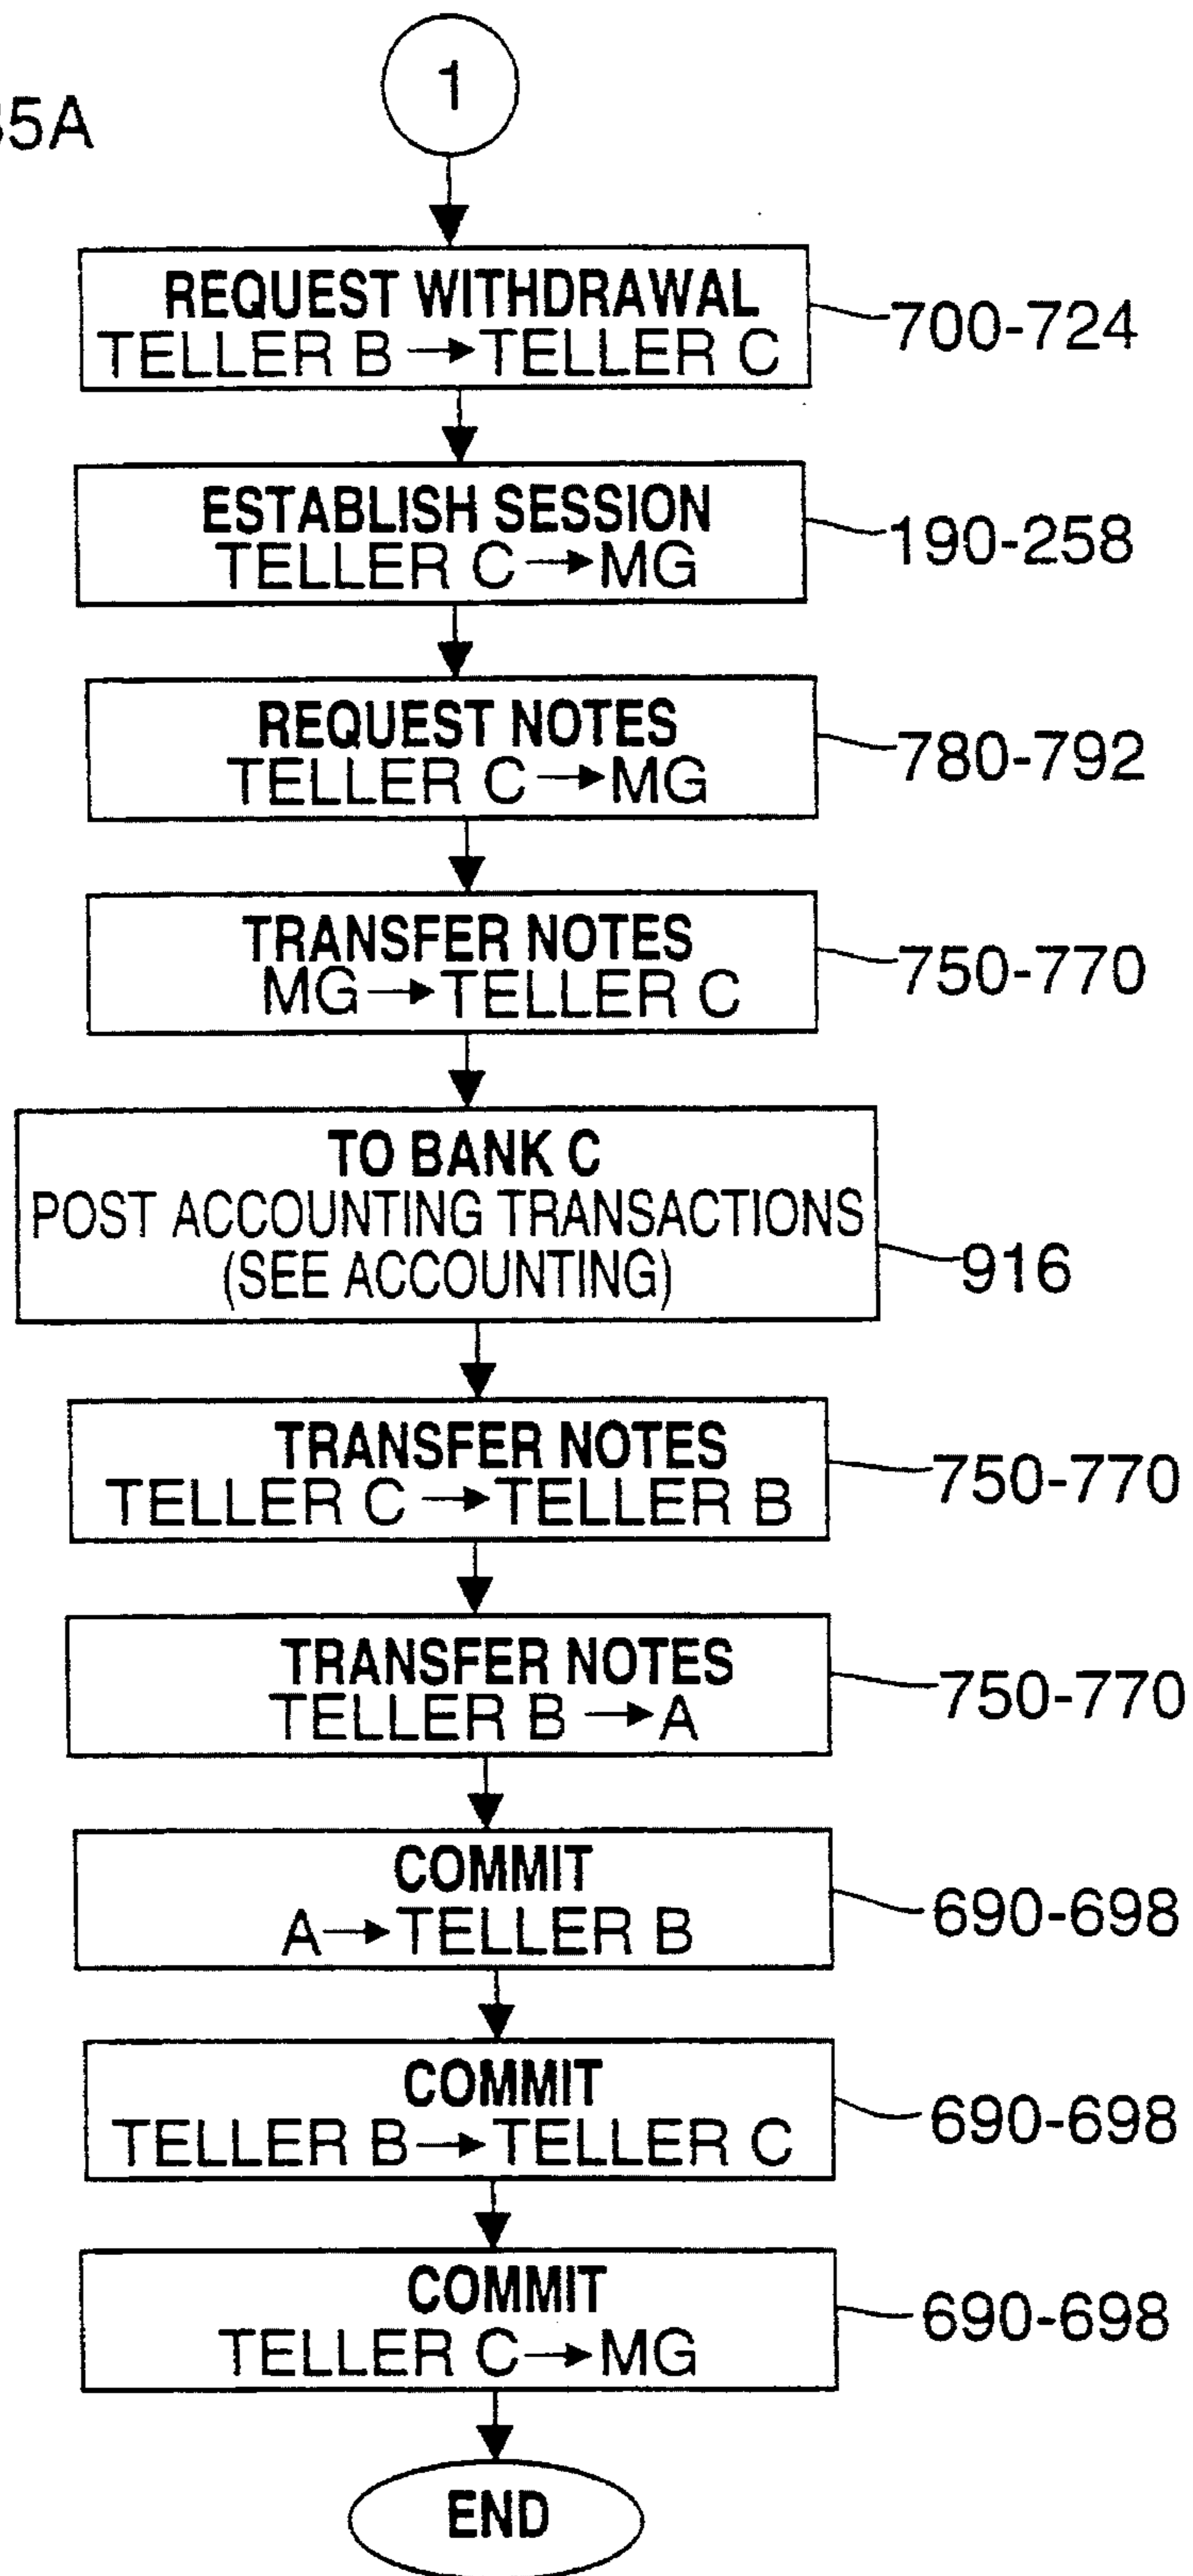 1
5A
REQUEST WITHDRAWAL
TELLER B → TELLER C
700-724
ESTABLISH SESSION
TELLER C → MG
190-258
REQUEST NOTES
TELLER C → MG
780-792
TRANSFER NOTES
MG → TELLER C
750-770
TO BANK C
POST ACCOUNTING TRANSACTIONS
(SEE ACCOUNTING)
916
TRANSFER NOTES
TELLER C → TELLER B
750-770
TRANSFER NOTES
TELLER B → A
750-770
COMMIT
A → TELLER B
690-698
COMMIT
TELLER B → TELLER C
690-698
COMMIT
TELLER C → MG
690-698
END